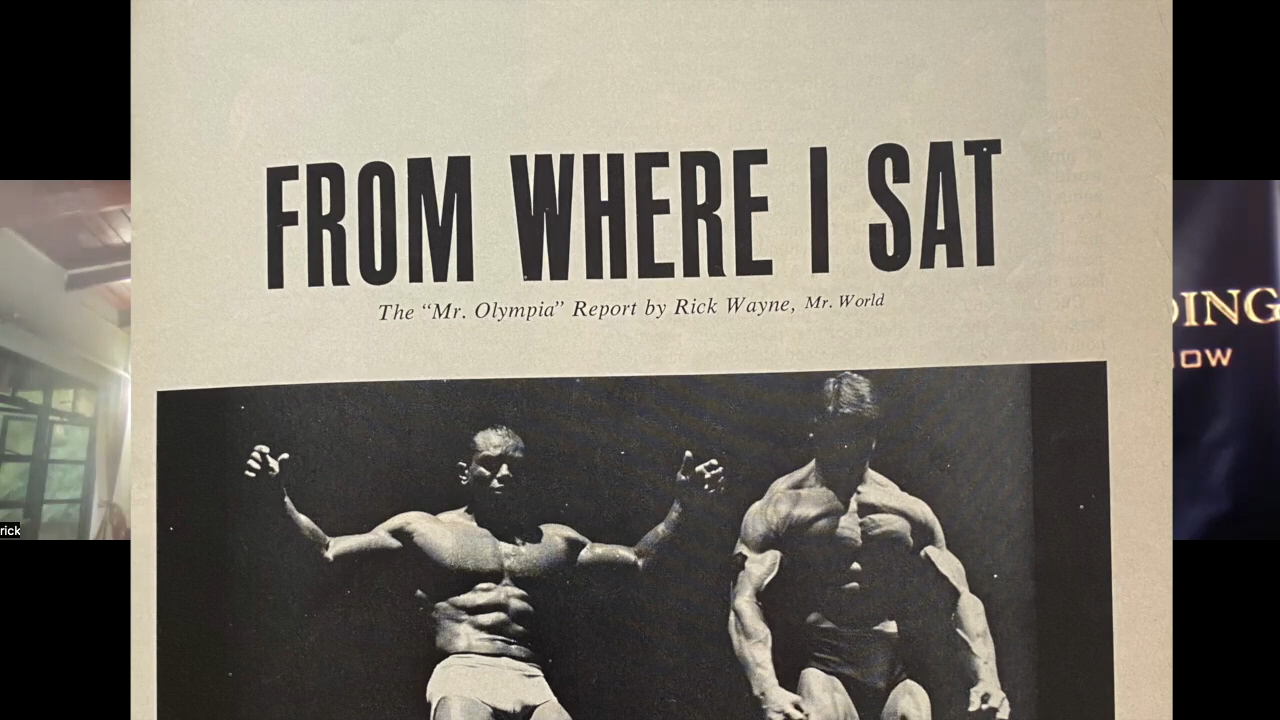 FROM WHERE I SAT
The “Mr. Olympia” Report by Rick Wayne, Mr. World
DING
OW
rick